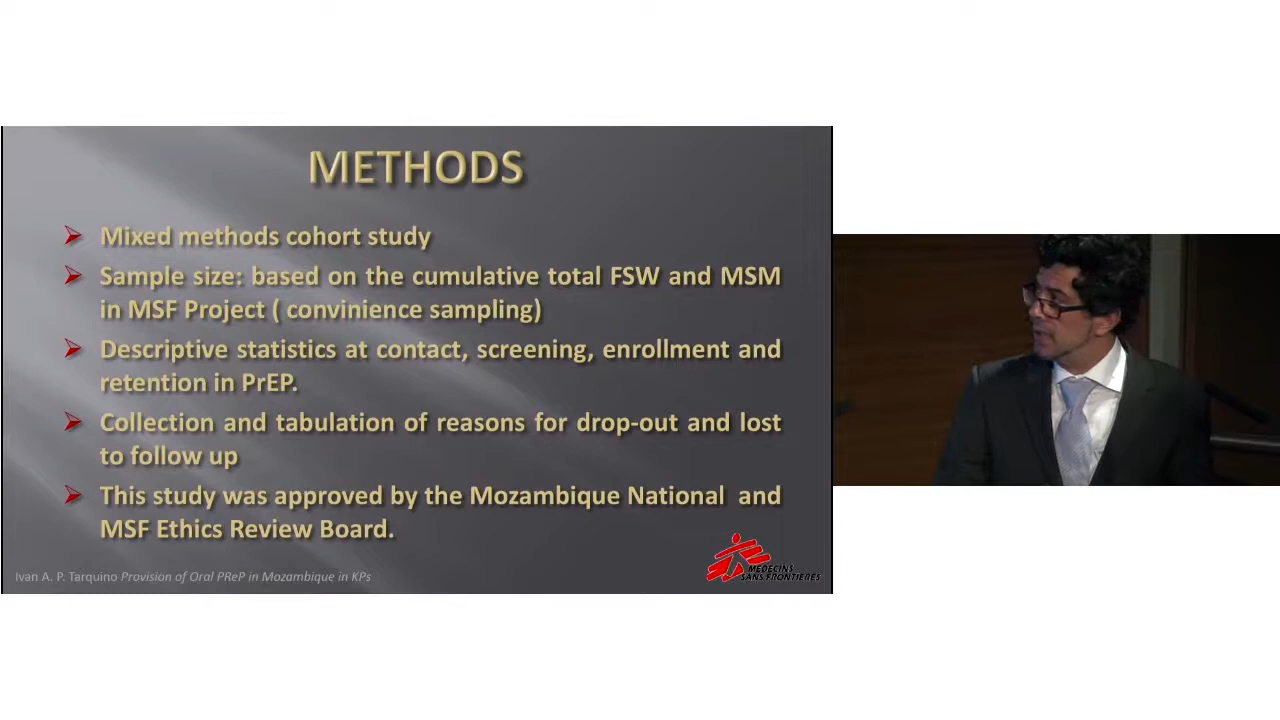 METHODS
Mixed methods cohort study
Sample size: based on the cumulative total FSW and MSM
in MSF Project ( convinience sampling)
Descriptive statistics at contact, screening, enrollment and
retention in PrEP.
Collection and tabulation of reasons for drop-out and lost
to follow up
This study was approved by the Mozambique National and
MSF Ethics Review Board.
Ivan A. P. Tarquino Provision of Oral PReP in Mozambique in KPs
MEDECINS
SANS FRONTIERES